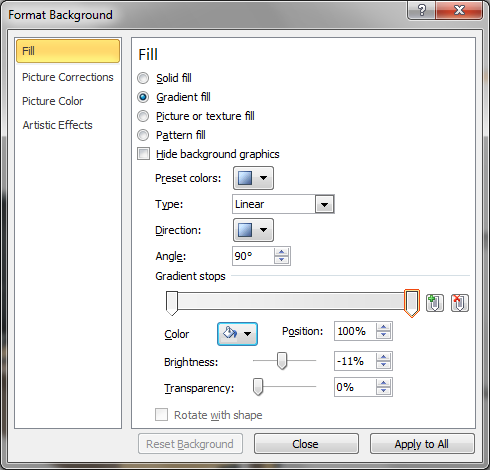 Format Background
Fill
Picture Corrections
Picture Color
Artistic Effects
Fill
Solid fill
Gradient fill
Picture or texture fill
Pattern fill
Hide background graphics
Preset colors:
Type: Linear
Direction:
Angle: 90°
Gradient stops
Color Position: 100%
Brightness: -11%
Transparency: 0%
Rotate with shape
Reset Background Close Apply to All